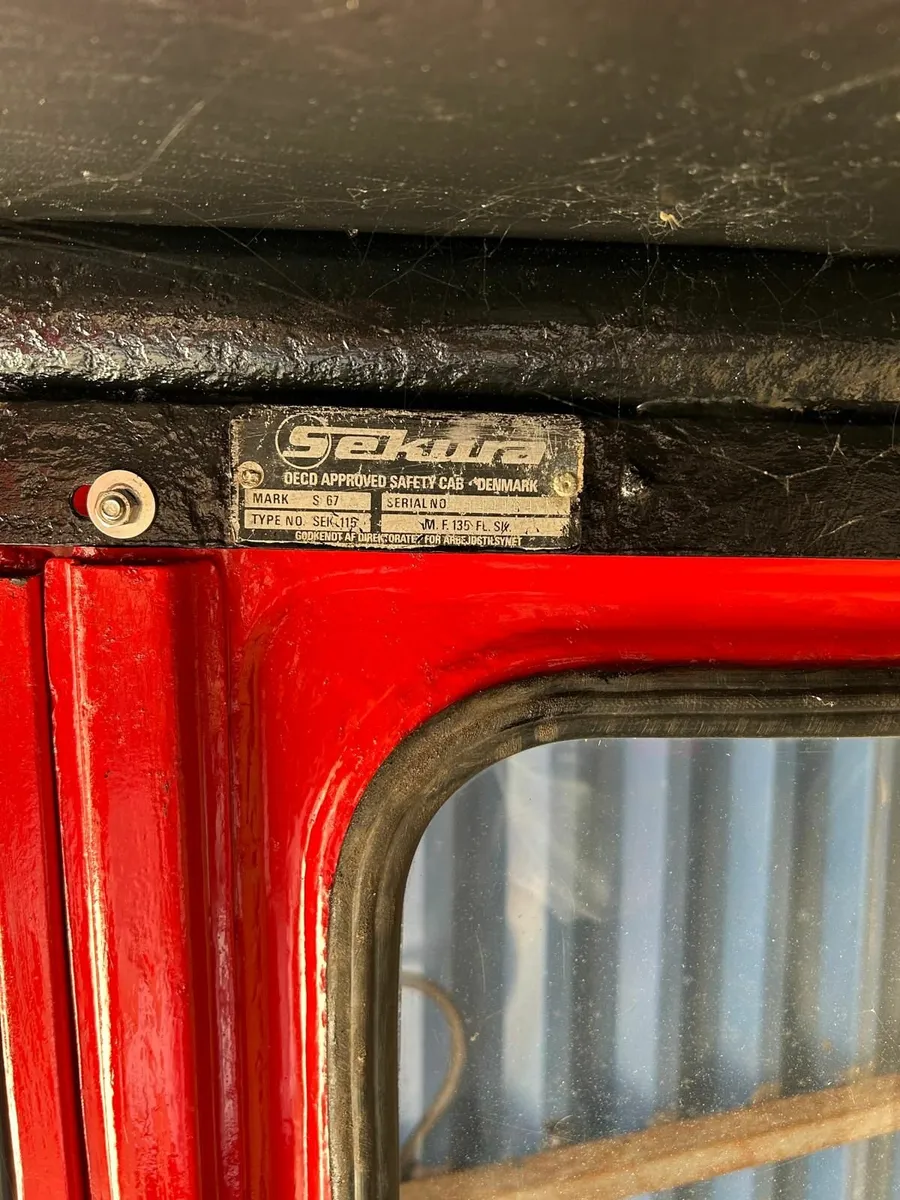 Sekura
OECD APPROVED SAFETY CAB - DENMARK
MARK S 67 SERIAL NO
TYPE NO. SEK 115 M. F. 135 FL. SK.
GODKENDT AF DIREKTORATET FOR ARBEJDSTILSYNET